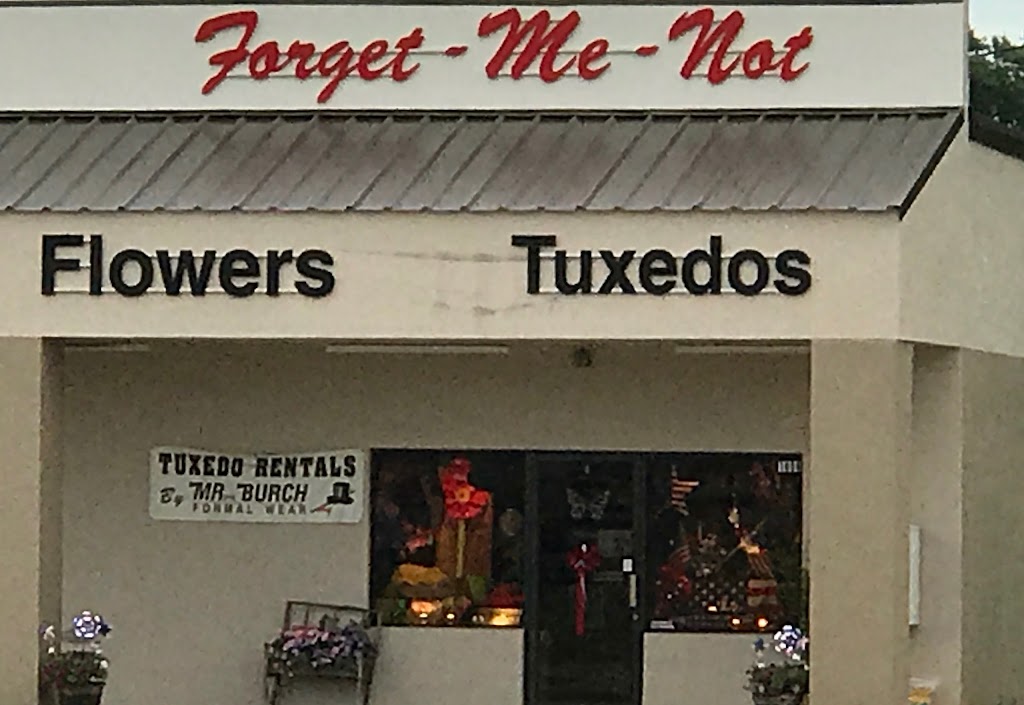 Forget-Me-Not
Flowers Tuxedos
TUXEDO RENTALS
By MR. BURCH
FORMAL WEAR